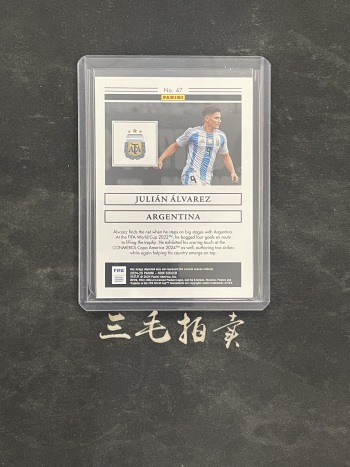 No. 47
PANINI
AFA
JULIÁN ÁLVAREZ
ARGENTINA
Álvarez finds the net when he steps on big stages with Argentina.
At the FIFA World Cup 2022™, he bagged four goals en route
to lifting the trophy. He exhibited his scoring touch at the
CONMEBOL Copa America 2024™ as well, authoring two strikes
while again helping his country emerge on top.
FIFA
三毛拍卖